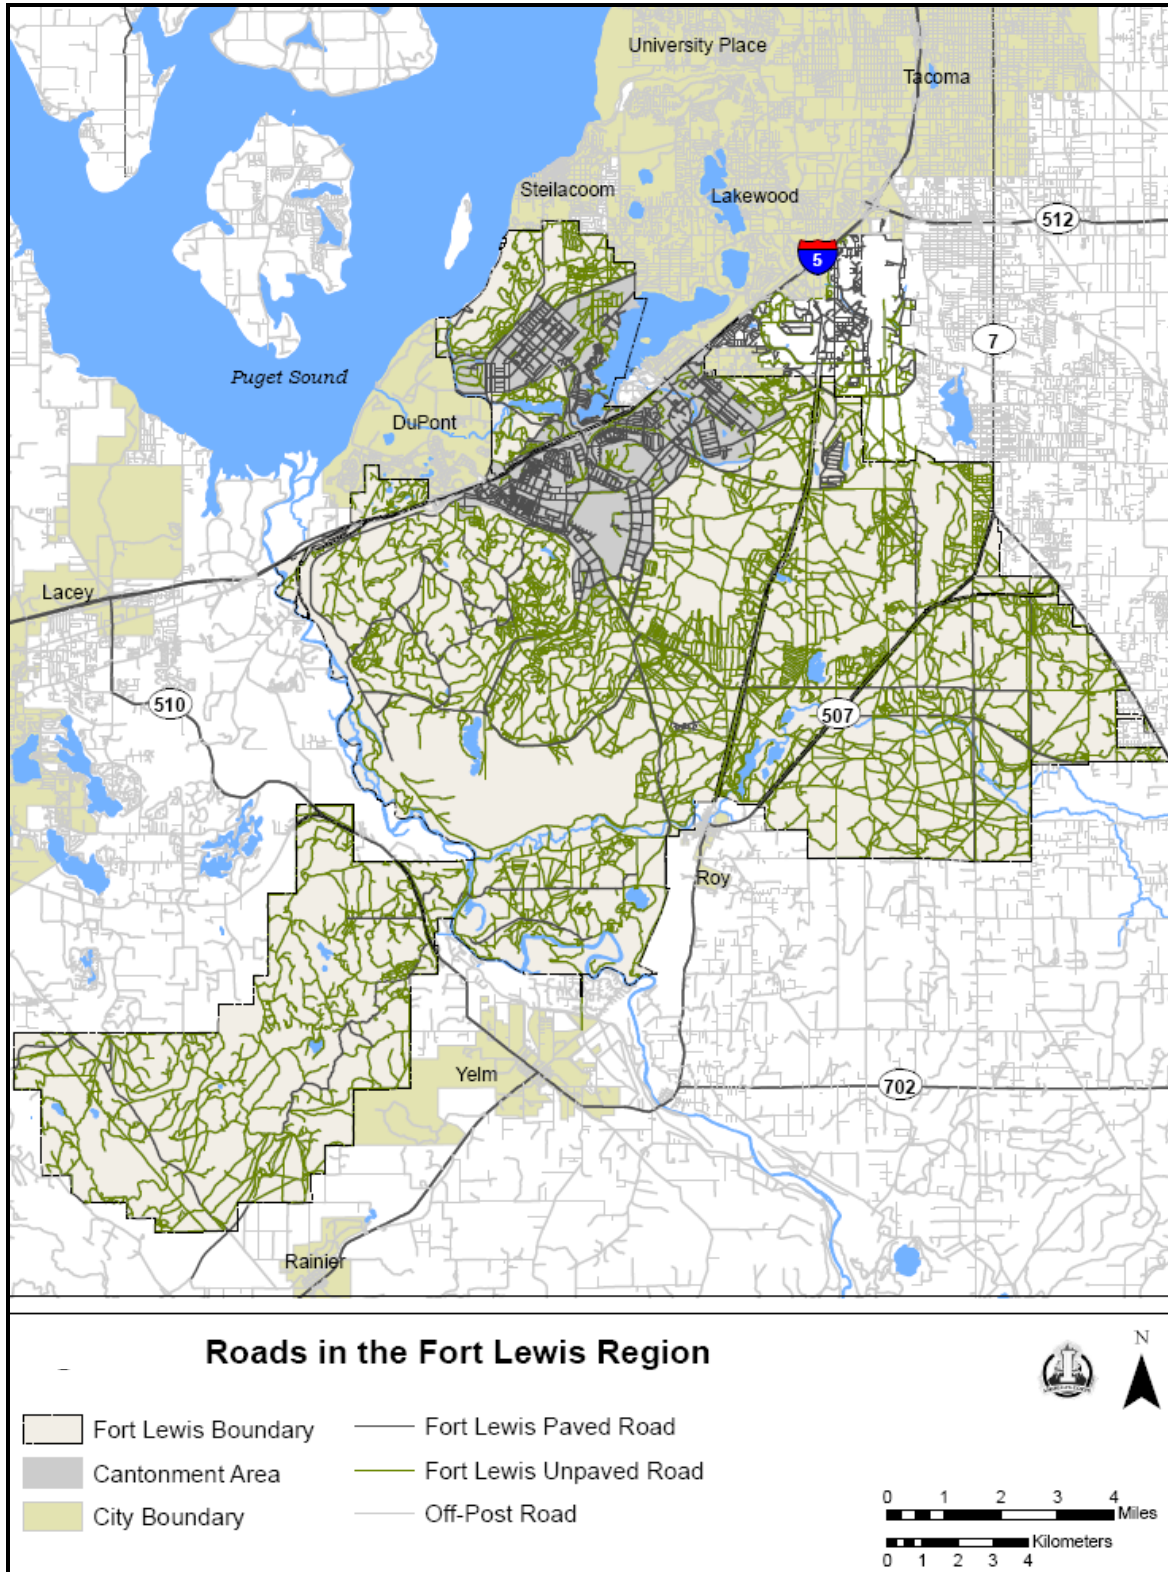 University Place
Tacoma
Steilacoom
Lakewood
512
5
7
Puget Sound
DuPont
Lacey
510
507
Roy
Yelm
702
Rainier
Roads in the Fort Lewis Region
N
Fort Lewis Boundary
Fort Lewis Paved Road
Cantonment Area
Fort Lewis Unpaved Road
City Boundary
Off-Post Road
0 1 2 3 4
Miles
Kilometers
0 1 2 3 4